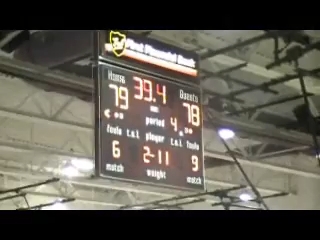 First Financial Bank
Home 39.4 Guests
79 period 4 78
fouls t.o.l. player t.o.l. fouls
6 2-11 9
match weight match